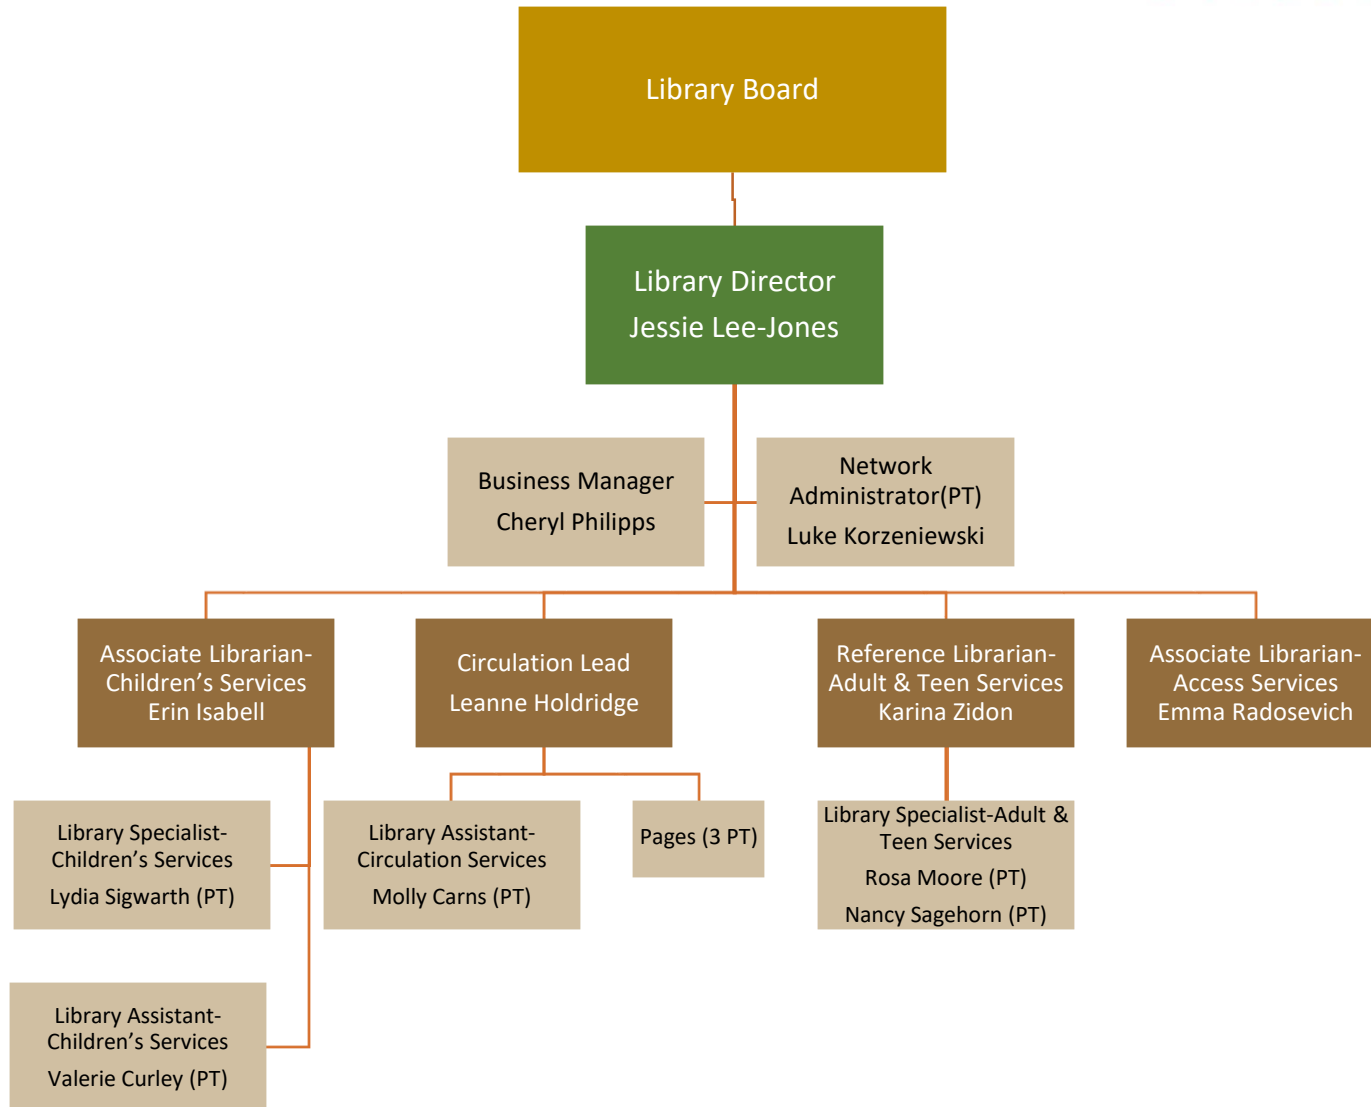 Library Board
Library Director
Jessie Lee-Jones
Business Manager
Cheryl Philipps
Network
Administrator(PT)
Luke Korzeniewski
Associate Librarian-
Children’s Services
Erin Isabell
Circulation Lead
Leanne Holdridge
Reference Librarian-
Adult & Teen Services
Karina Zidon
Associate Librarian-
Access Services
Emma Radosevich
Library Specialist-
Children’s Services
Lydia Sigwarth (PT)
Library Assistant-
Circulation Services
Molly Carns (PT)
Pages (3 PT)
Library Specialist-Adult &
Teen Services
Rosa Moore (PT)
Nancy Sagehorn (PT)
Library Assistant-
Children’s Services
Valerie Curley (PT)